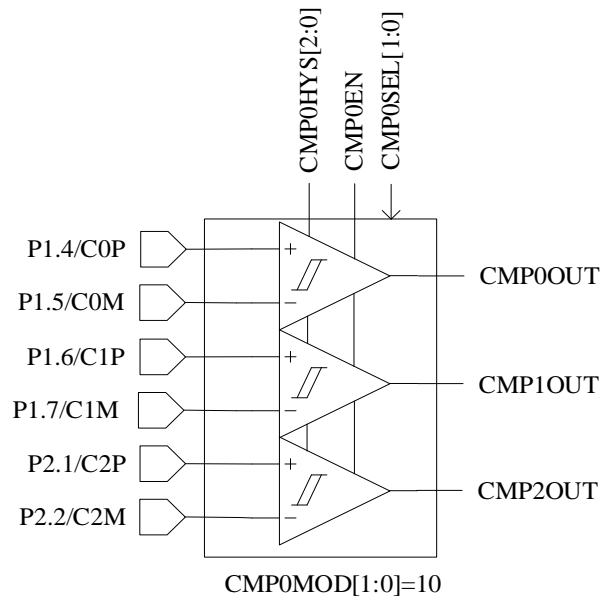 CMP0HYS[2:0]
CMP0EN
CMP0SEL[1:0]
P1.4/C0P
+
CMP0OUT
P1.5/C0M
−
P1.6/C1P
+
CMP1OUT
P1.7/C1M
−
P2.1/C2P
+
CMP2OUT
P2.2/C2M
−
CMP0MOD[1:0]=10